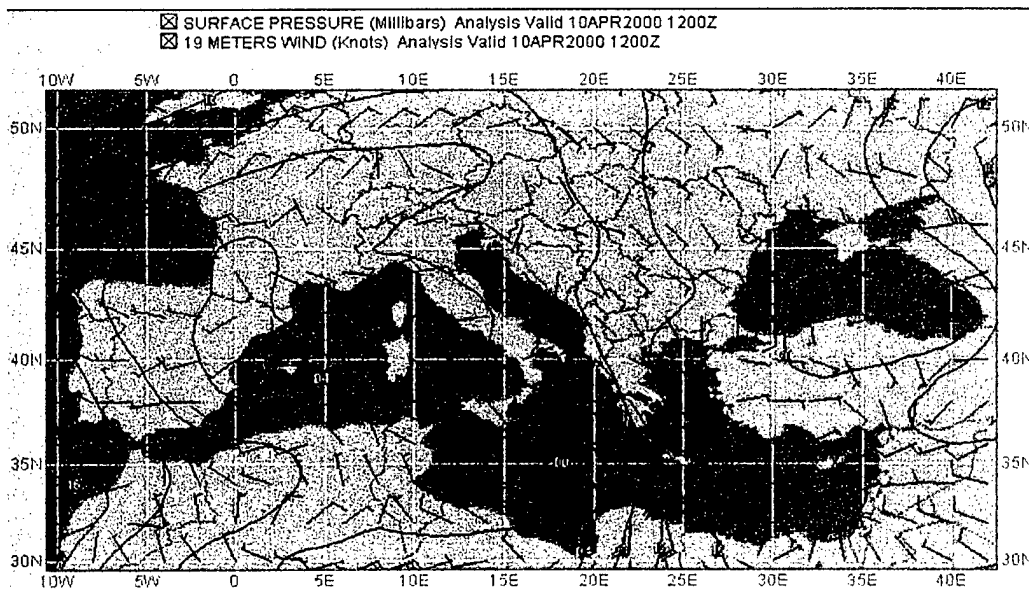 ☒ SURFACE PRESSURE (Millibars) Analysis Valid 10APR2000 1200Z
☒ 19 METERS WIND (Knots) Analysis Valid 10APR2000 1200Z
10W 5W 0 5E 10E 15E 20E 25E 30E 35E 40E
50N 50N
45N 45N
40N 40N
35N 35N
30N 30N
10W 5W 0 5E 10E 15E 20E 25E 30E 35E 40E